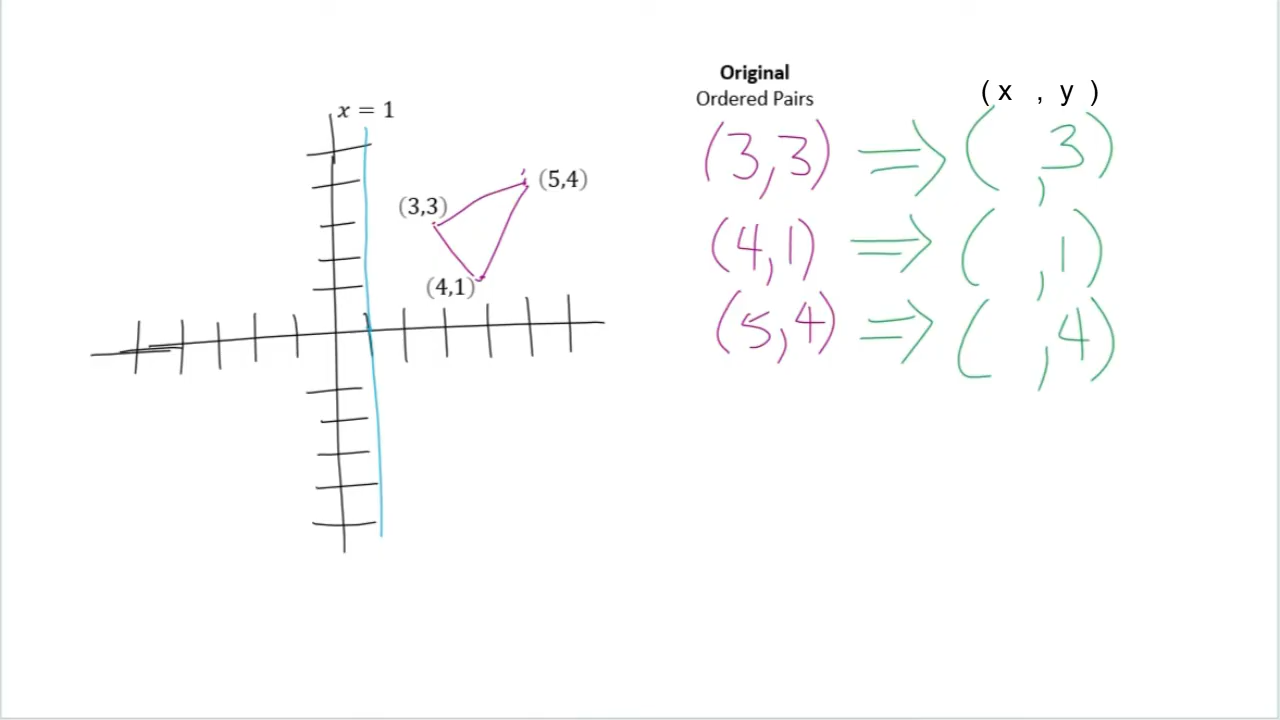 x = 1
(5,4)
(3,3)
(4,1)
Original
Ordered Pairs
( x , y )
(3,3) ⇒ ( , 3)
(4,1) ⇒ ( , 1)
(5,4) ⇒ ( , 4)